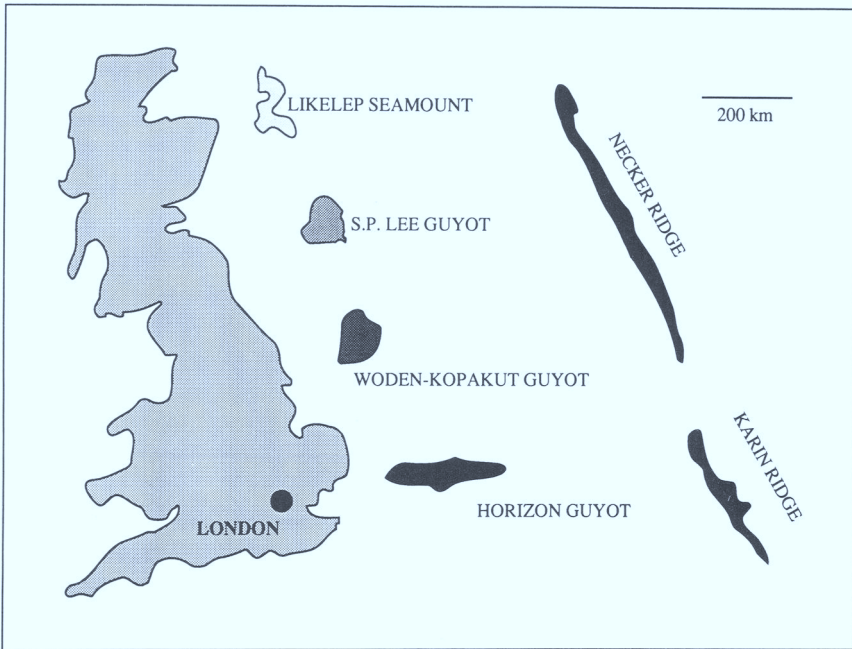 LIKELEP SEAMOUNT
200 km
NECKER RIDGE
S.P. LEE GUYOT
WODEN-KOPAKUT GUYOT
KARIN RIDGE
HORIZON GUYOT
LONDON